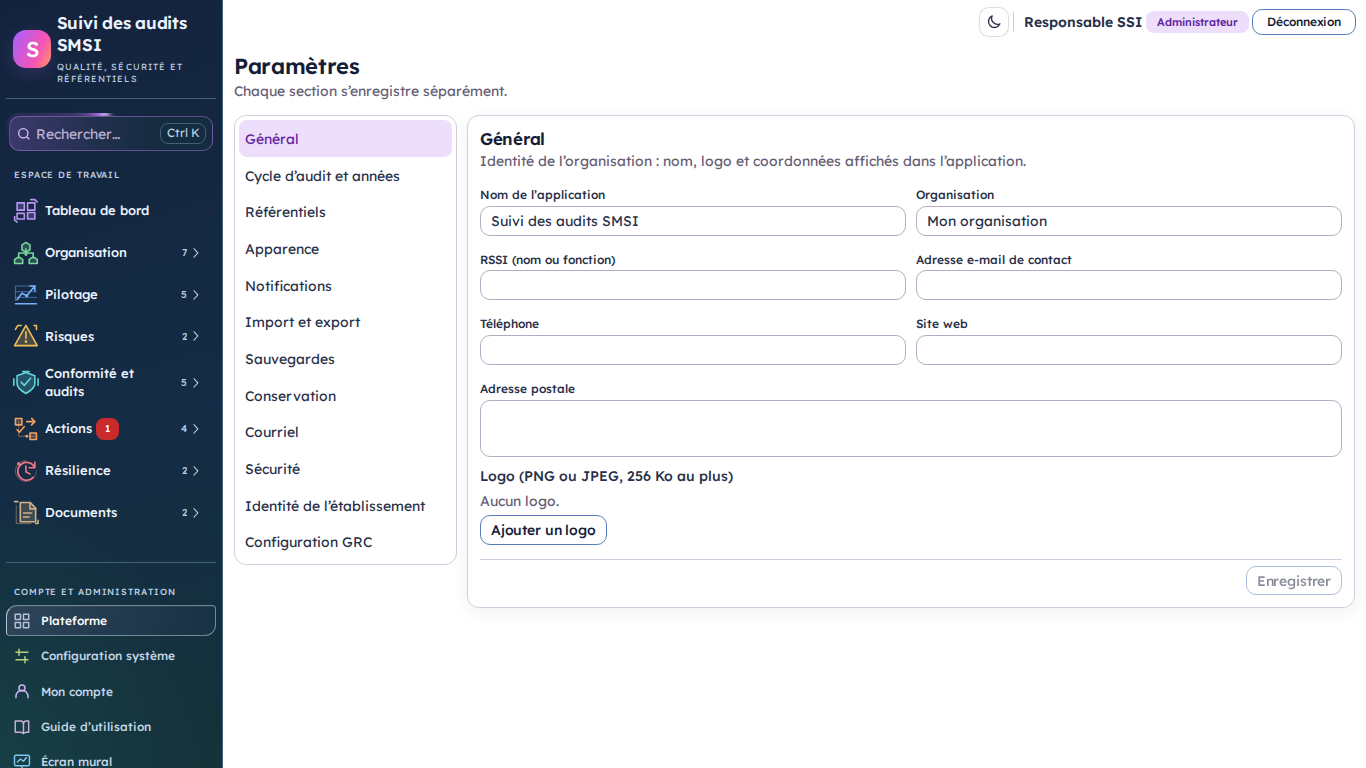 Suivi des audits
SMSI
QUALITÉ, SÉCURITÉ ET
RÉFÉRENTIELS
S
Rechercher…
Ctrl K
ESPACE DE TRAVAIL
Tableau de bord
Organisation
7
Pilotage
5
Risques
2
Conformité et
audits
5
Actions
1
4
Résilience
2
Documents
2
COMPTE ET ADMINISTRATION
Plateforme
Configuration système
Mon compte
Guide d’utilisation
Écran mural
Responsable SSI
Administrateur
Déconnexion
Paramètres
Chaque section s’enregistre séparément.
Général
Cycle d’audit et années
Référentiels
Apparence
Notifications
Import et export
Sauvegardes
Conservation
Courriel
Sécurité
Identité de l’établissement
Configuration GRC
Général
Identité de l’organisation : nom, logo et coordonnées affichés dans l’application.
Nom de l’application
Suivi des audits SMSI
Organisation
Mon organisation
RSSI (nom ou fonction)
Adresse e-mail de contact
Téléphone
Site web
Adresse postale
Logo (PNG ou JPEG, 256 Ko au plus)
Aucun logo.
Ajouter un logo
Enregistrer